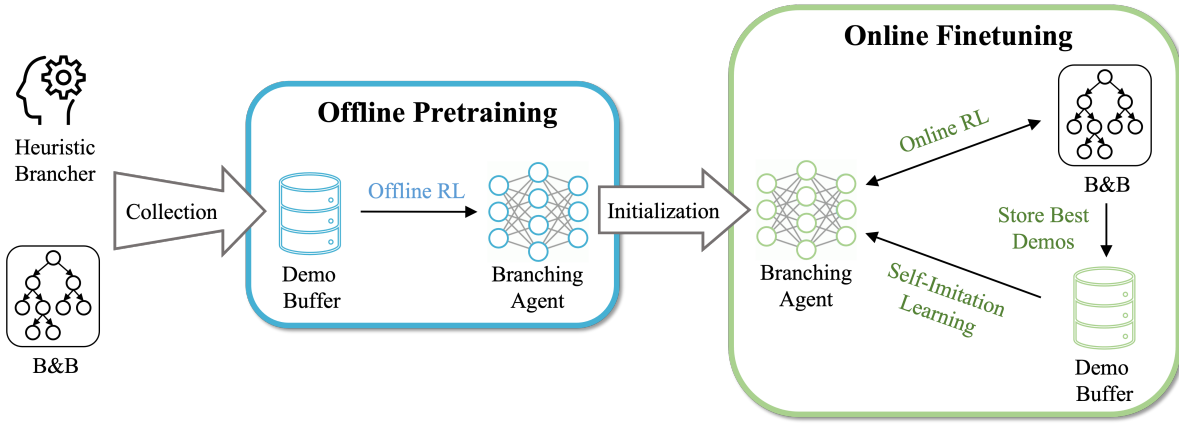 Heuristic
Brancher
B&B
Collection
Offline Pretraining
Demo
Buffer
Offline RL
Branching
Agent
Initialization
Online Finetuning
Branching
Agent
Online RL
B&B
Store Best
Demos
Self-Imitation
Learning
Demo
Buffer